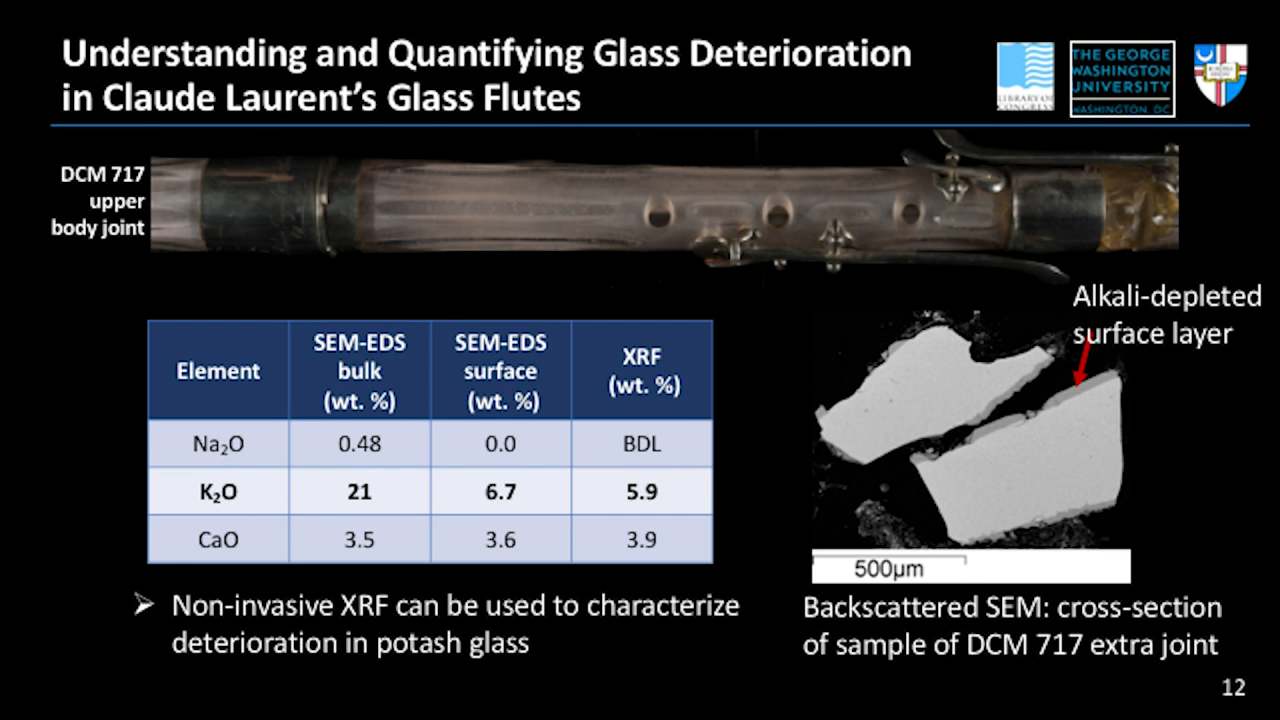 Understanding and Quantifying Glass Deterioration
in Claude Laurent's Glass Flutes
LIBRARY OF
CONGRESS
THE GEORGE
WASHINGTON
UNIVERSITY
WASHINGTON, DC
DCM 717
upper
body joint
Alkali-depleted
surface layer
Element
SEM-EDS
bulk
(wt. %)
SEM-EDS
surface
(wt. %)
XRF
(wt. %)
Na₂O 0.48 0.0 BDL
K₂O 21 6.7 5.9
CaO 3.5 3.6 3.9
500µm
➢ Non-invasive XRF can be used to characterize
deterioration in potash glass
Backscattered SEM: cross-section
of sample of DCM 717 extra joint
12